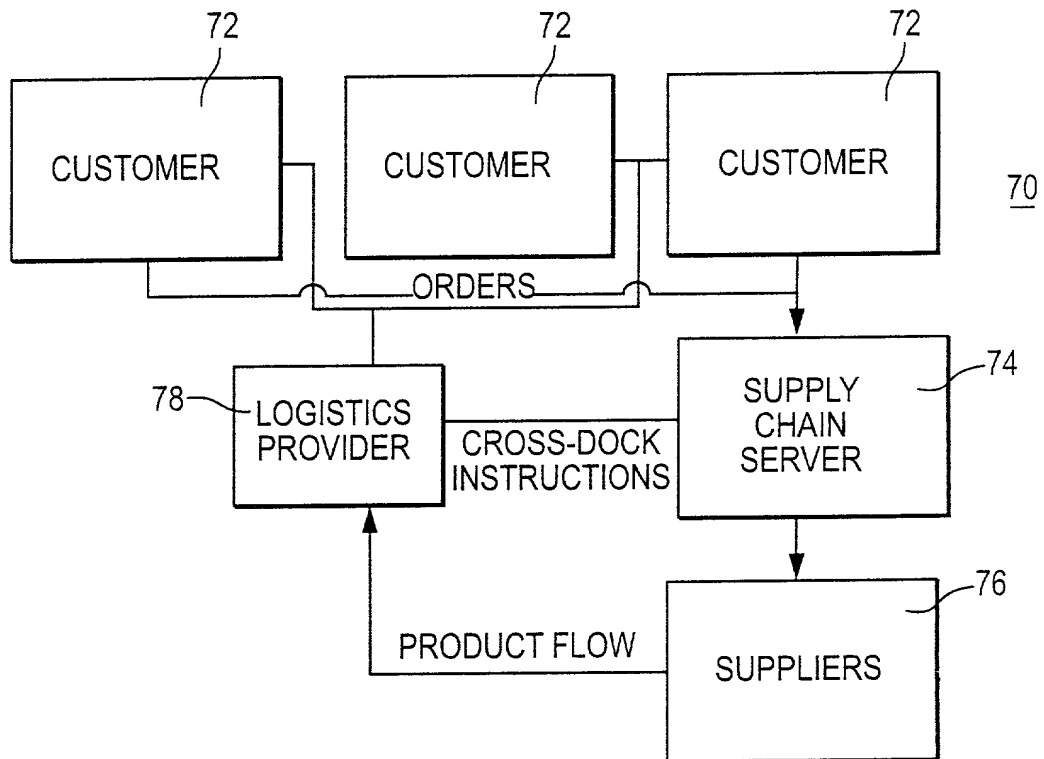 72
72
72
CUSTOMER
CUSTOMER
CUSTOMER
70
ORDERS
74
78
LOGISTICS
PROVIDER
SUPPLY
CHAIN
SERVER
CROSS-DOCK
INSTRUCTIONS
76
PRODUCT FLOW
SUPPLIERS